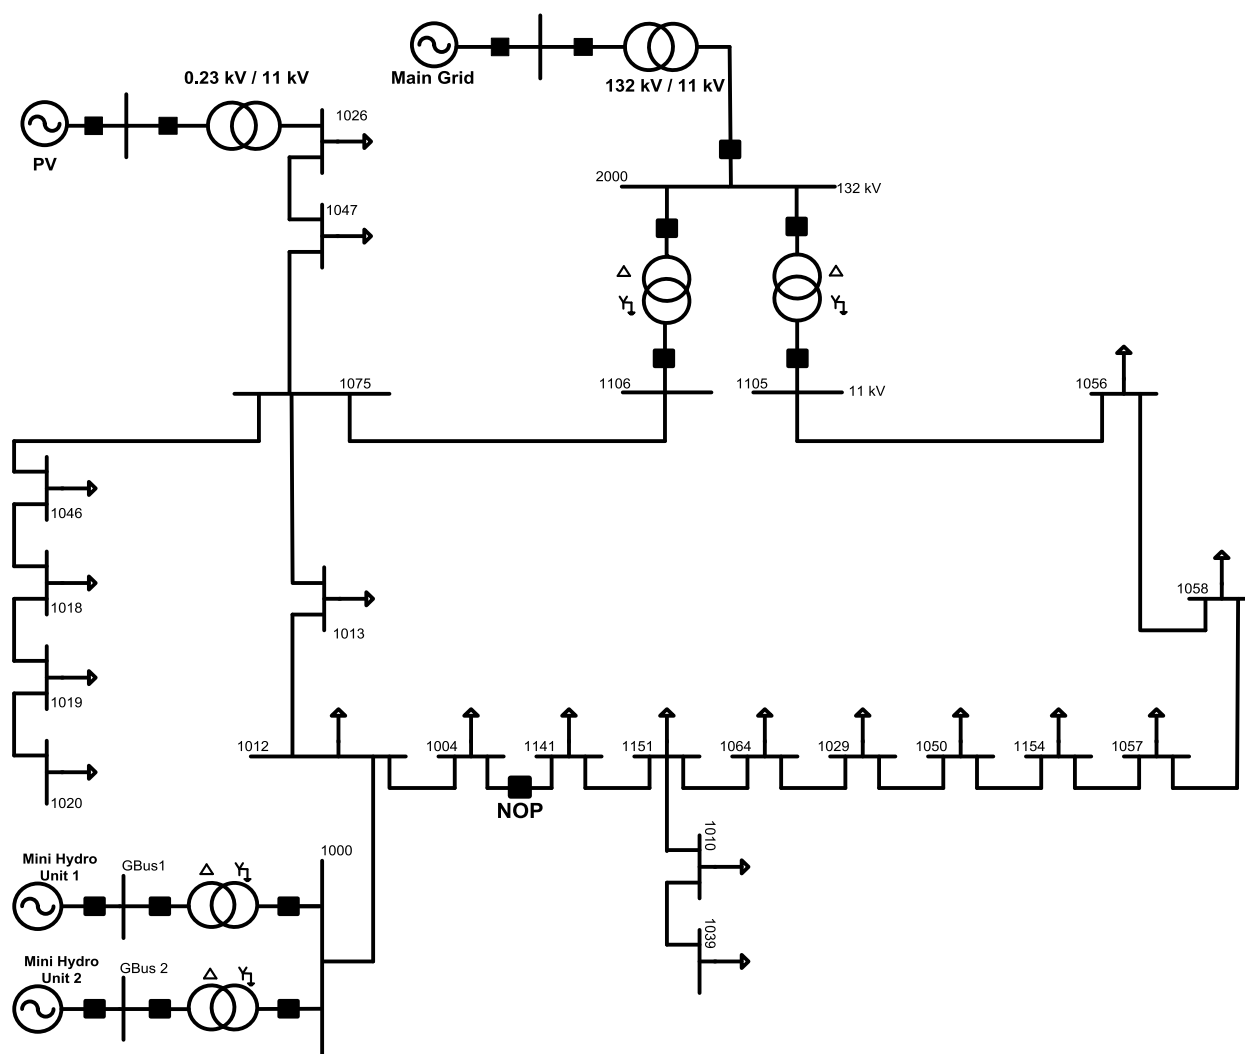 Main Grid
0.23 kV / 11 kV
132 kV / 11 kV
1026
PV
2000
132 kV
1047
Y
Y
1075
1106
1105
11 kV
1056
1046
1018
1058
1013
1019
1012
1004
1141
1151
1064
1029
1050
1154
1057
1020
NOP
1010
1000
Mini Hydro
Unit 1
GBus1
Y
1039
Mini Hydro
Unit 2
GBus 2
Y